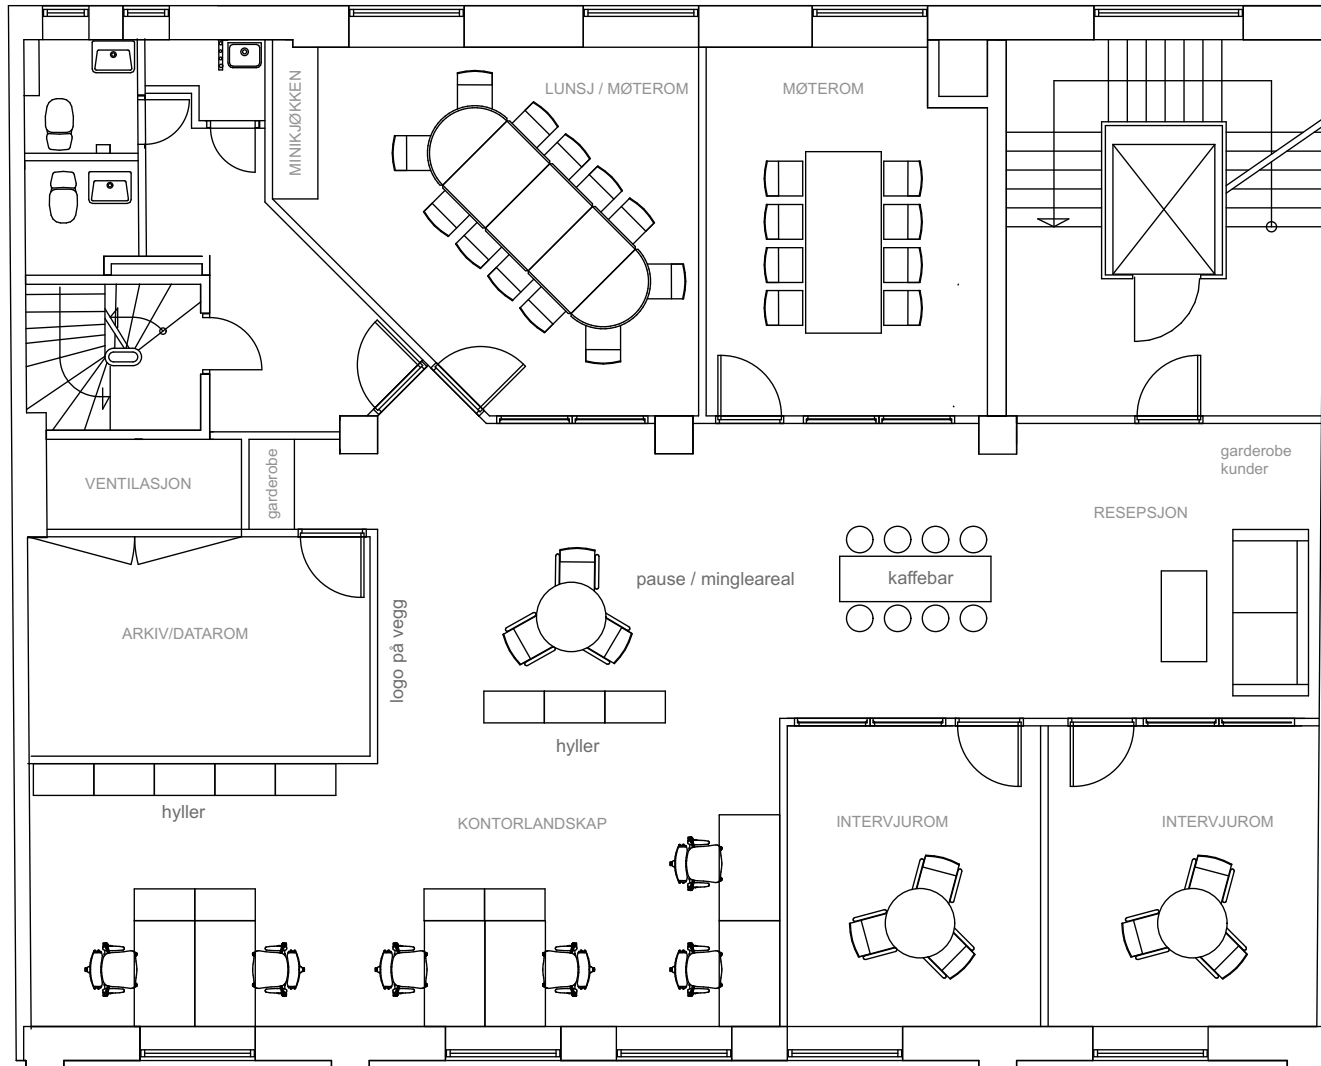 LUNSJ / MØTEROM
MØTEROM
MINIKJØKKEN
garderobe
kunder
VENTILASJON
garderobe
RESEPSJON
pause / mingleareal
kaffebar
ARKIV/DATAROM
logo på vegg
hyller
hyller
KONTORLANDSKAP
INTERVJUROM
INTERVJUROM